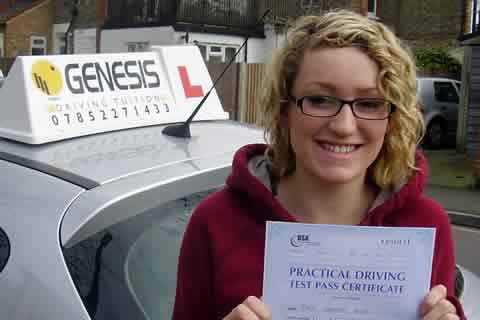 GENESIS L
DRIVING TUITION
07852271433
DSA
PRACTICAL DRIVING
TEST PASS CERTIFICATE